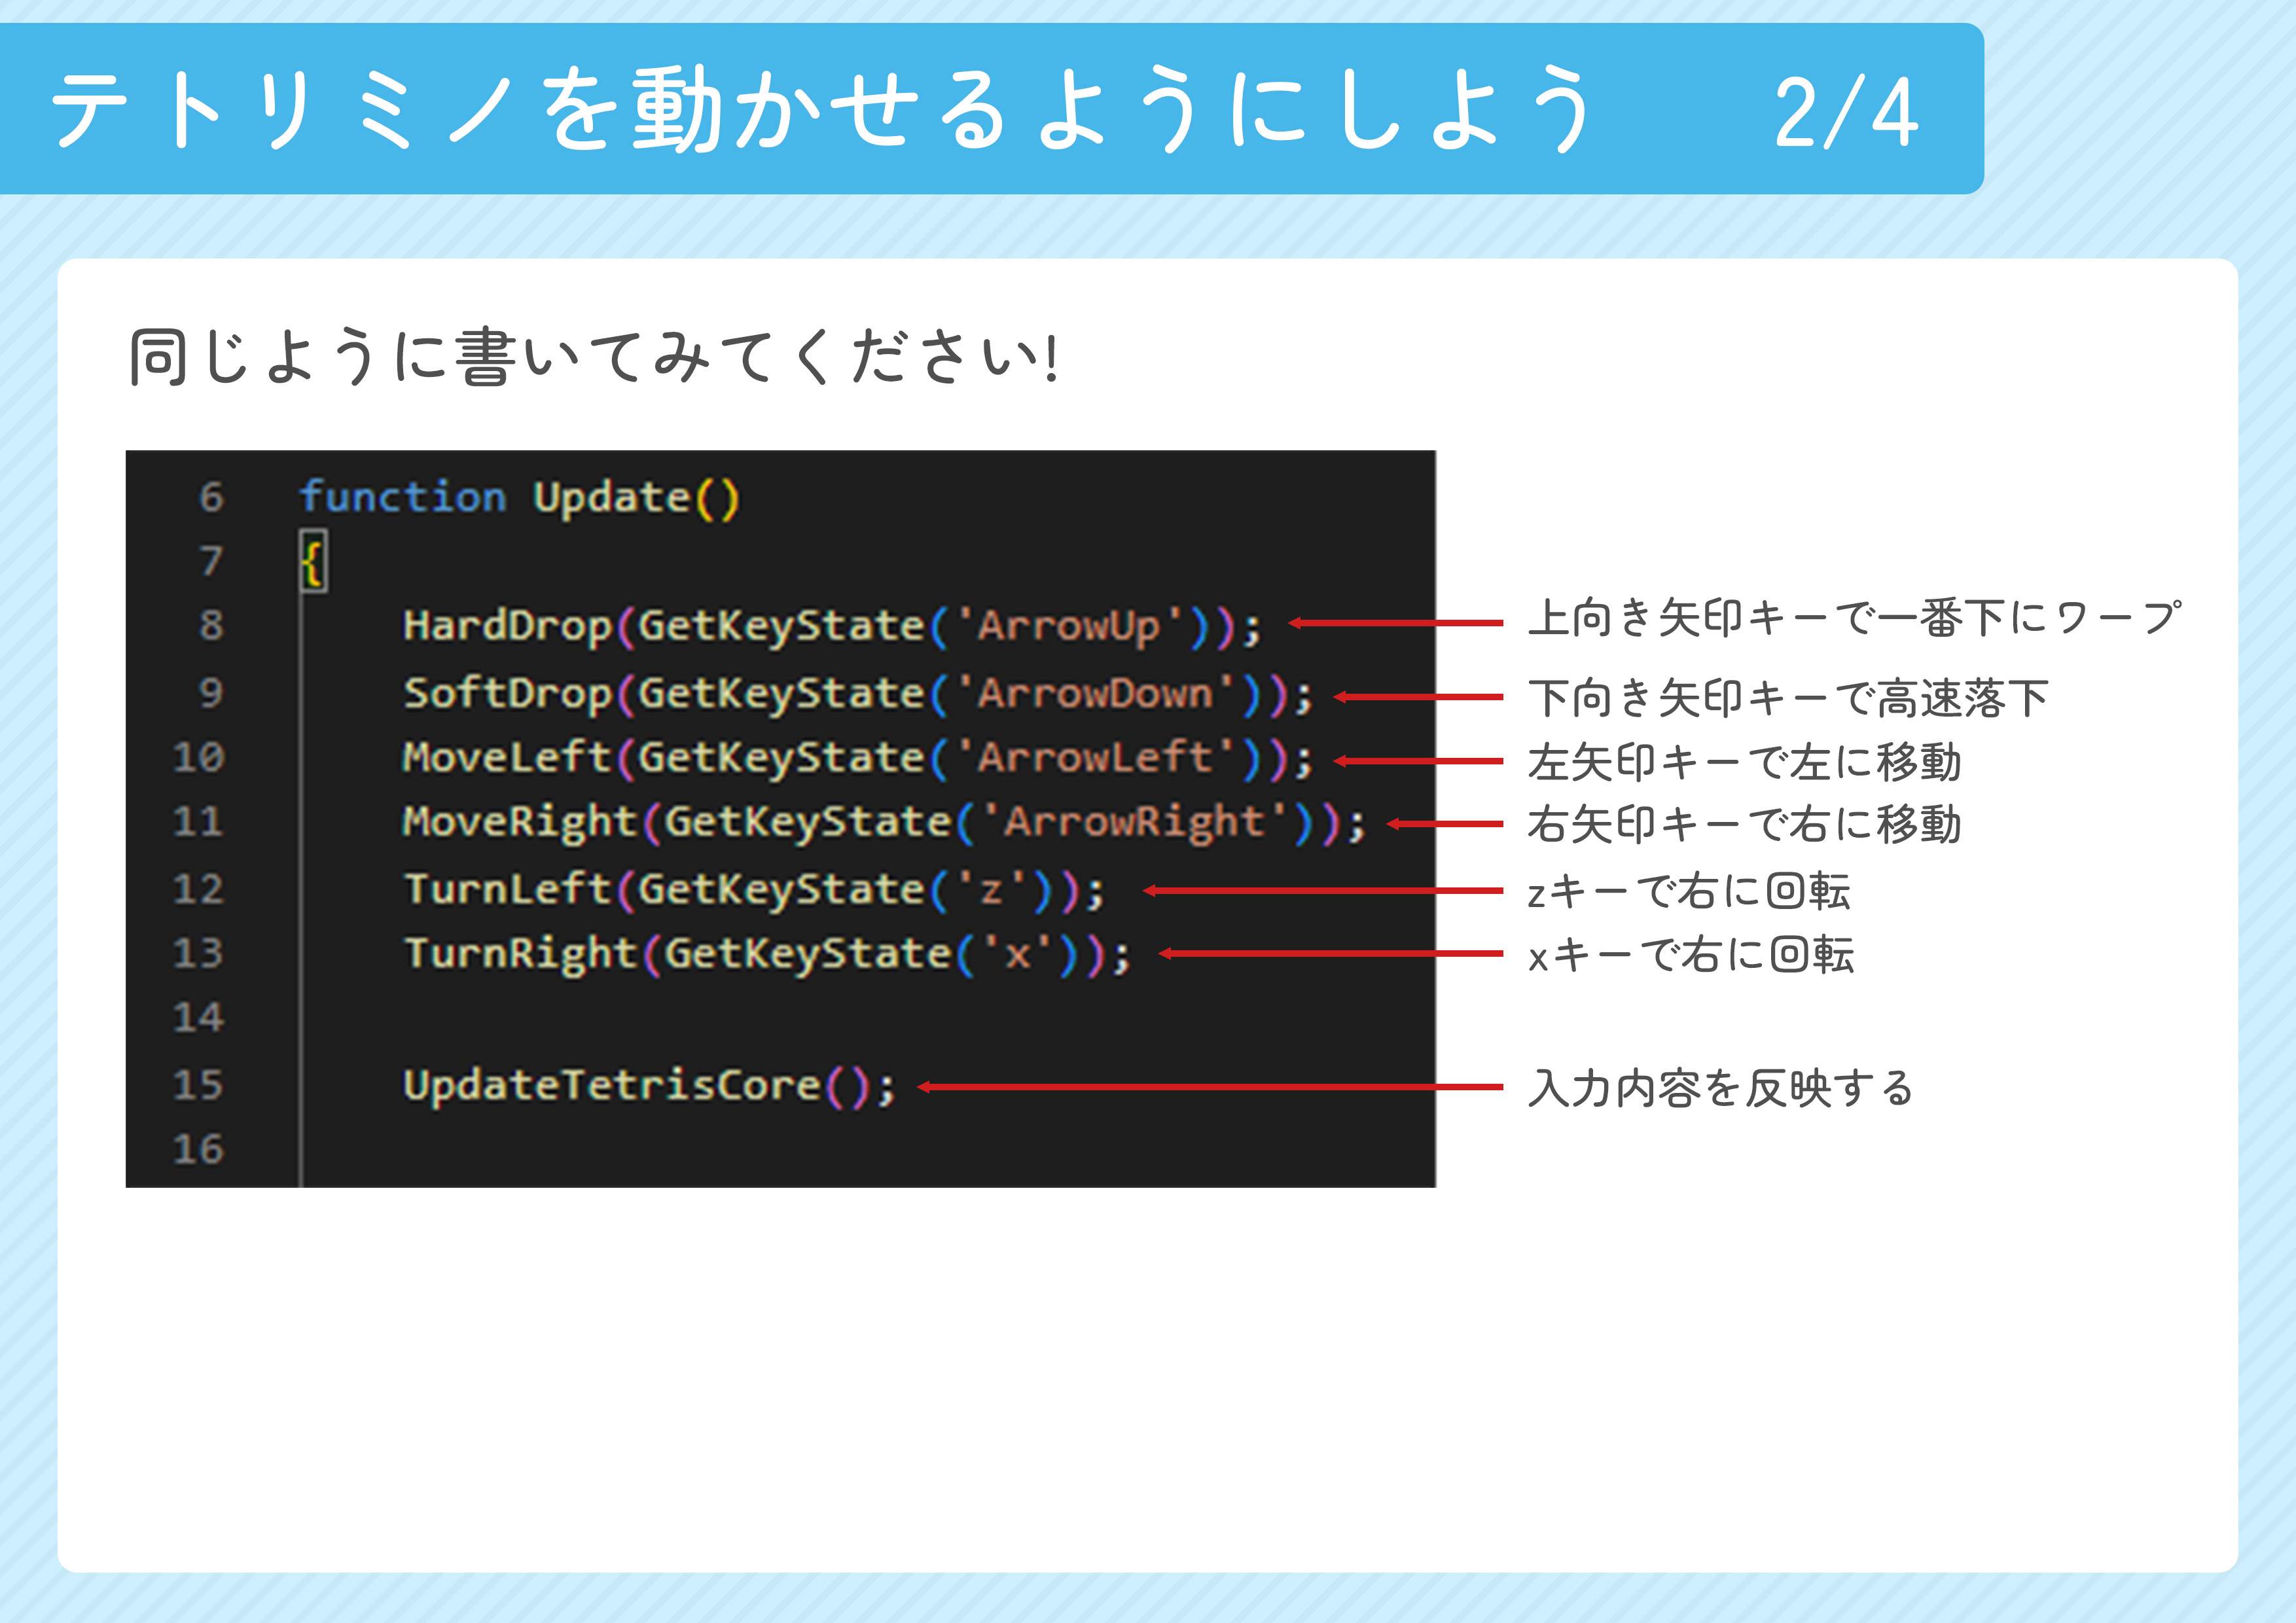 テトリミノを動かせるようにしよう 2/4
同じように書いてみてください!
6 function Update()
7 {
8 HardDrop(GetKeyState('ArrowUp')); 上向き矢印キーで一番下にワープ
9 SoftDrop(GetKeyState('ArrowDown')); 下向き矢印キーで高速落下
10 MoveLeft(GetKeyState('ArrowLeft')); 左矢印キーで左に移動
11 MoveRight(GetKeyState('ArrowRight')); 右矢印キーで右に移動
12 TurnLeft(GetKeyState('z')); zキーで右に回転
13 TurnRight(GetKeyState('x')); xキーで右に回転
14
15 UpdateTetrisCore(); 入力内容を反映する
16